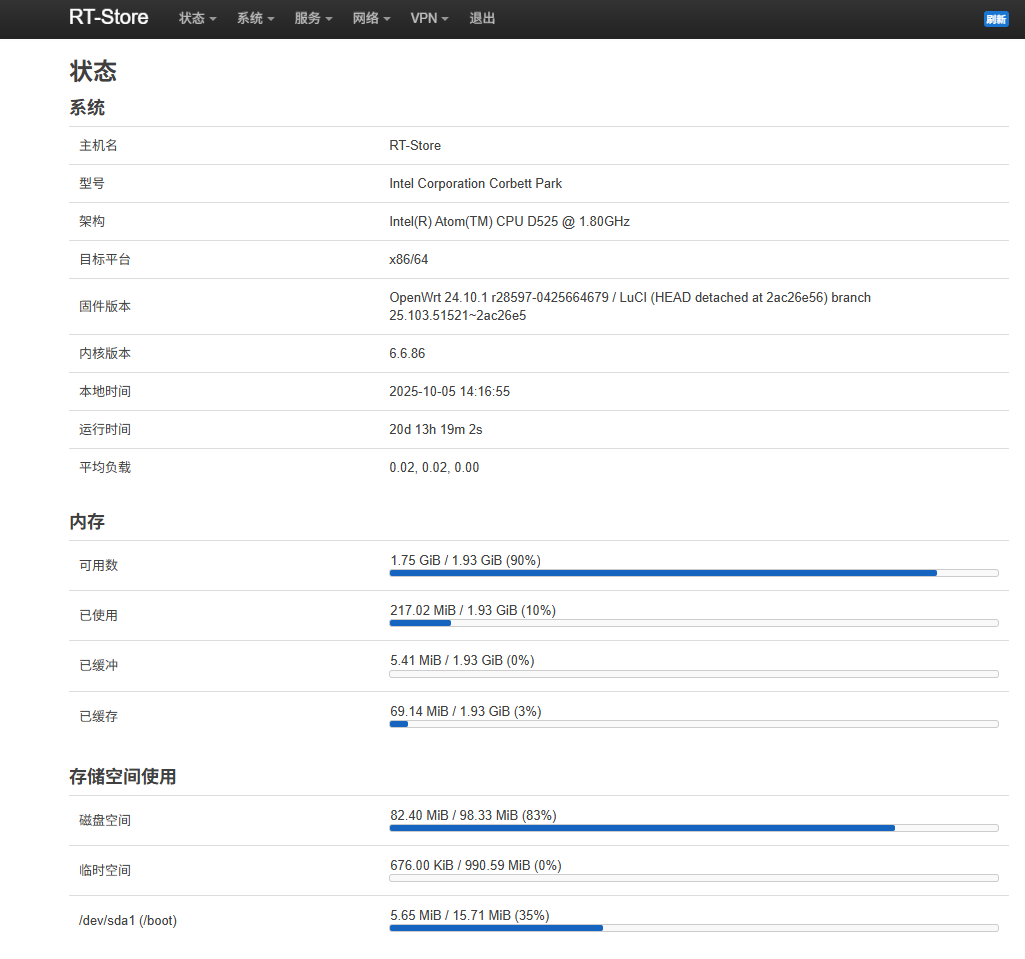 RT-Store 状态 系统 服务 网络 VPN 退出 刷新
状态
系统
主机名 RT-Store
型号 Intel Corporation Corbett Park
架构 Intel(R) Atom(TM) CPU D525 @ 1.80GHz
目标平台 x86/64
固件版本 OpenWrt 24.10.1 r28597-0425664679 / LuCI (HEAD detached at 2ac26e56) branch
25.103.51521~2ac26e5
内核版本 6.6.86
本地时间 2025-10-05 14:16:55
运行时间 20d 13h 19m 2s
平均负载 0.02, 0.02, 0.00
内存
可用数 1.75 GiB / 1.93 GiB (90%)
已使用 217.02 MiB / 1.93 GiB (10%)
已缓冲 5.41 MiB / 1.93 GiB (0%)
已缓存 69.14 MiB / 1.93 GiB (3%)
存储空间使用
磁盘空间 82.40 MiB / 98.33 MiB (83%)
临时空间 676.00 KiB / 990.59 MiB (0%)
/dev/sda1 (/boot) 5.65 MiB / 15.71 MiB (35%)